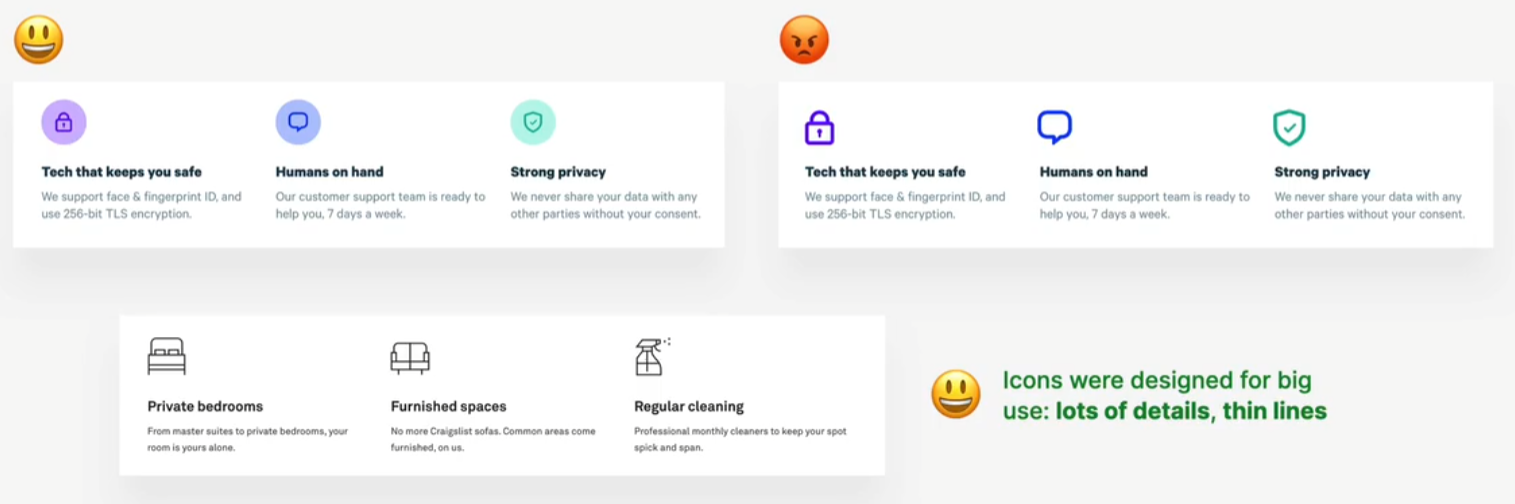 Tech that keeps you safe
We support face & fingerprint ID, and
use 256-bit TLS encryption.
Humans on hand
Our customer support team is ready to
help you, 7 days a week.
Strong privacy
We never share your data with any
other parties without your consent.
Tech that keeps you safe
We support face & fingerprint ID, and
use 256-bit TLS encryption.
Humans on hand
Our customer support team is ready to
help you, 7 days a week.
Strong privacy
We never share your data with any
other parties without your consent.
Private bedrooms
From master suites to private bedrooms, your
room is yours alone.
Furnished spaces
No more Craigslist sofas. Common areas come
furnished, on us.
Regular cleaning
Professional monthly cleaners to keep your spot
spick and span.
Icons were designed for big
use: lots of details, thin lines